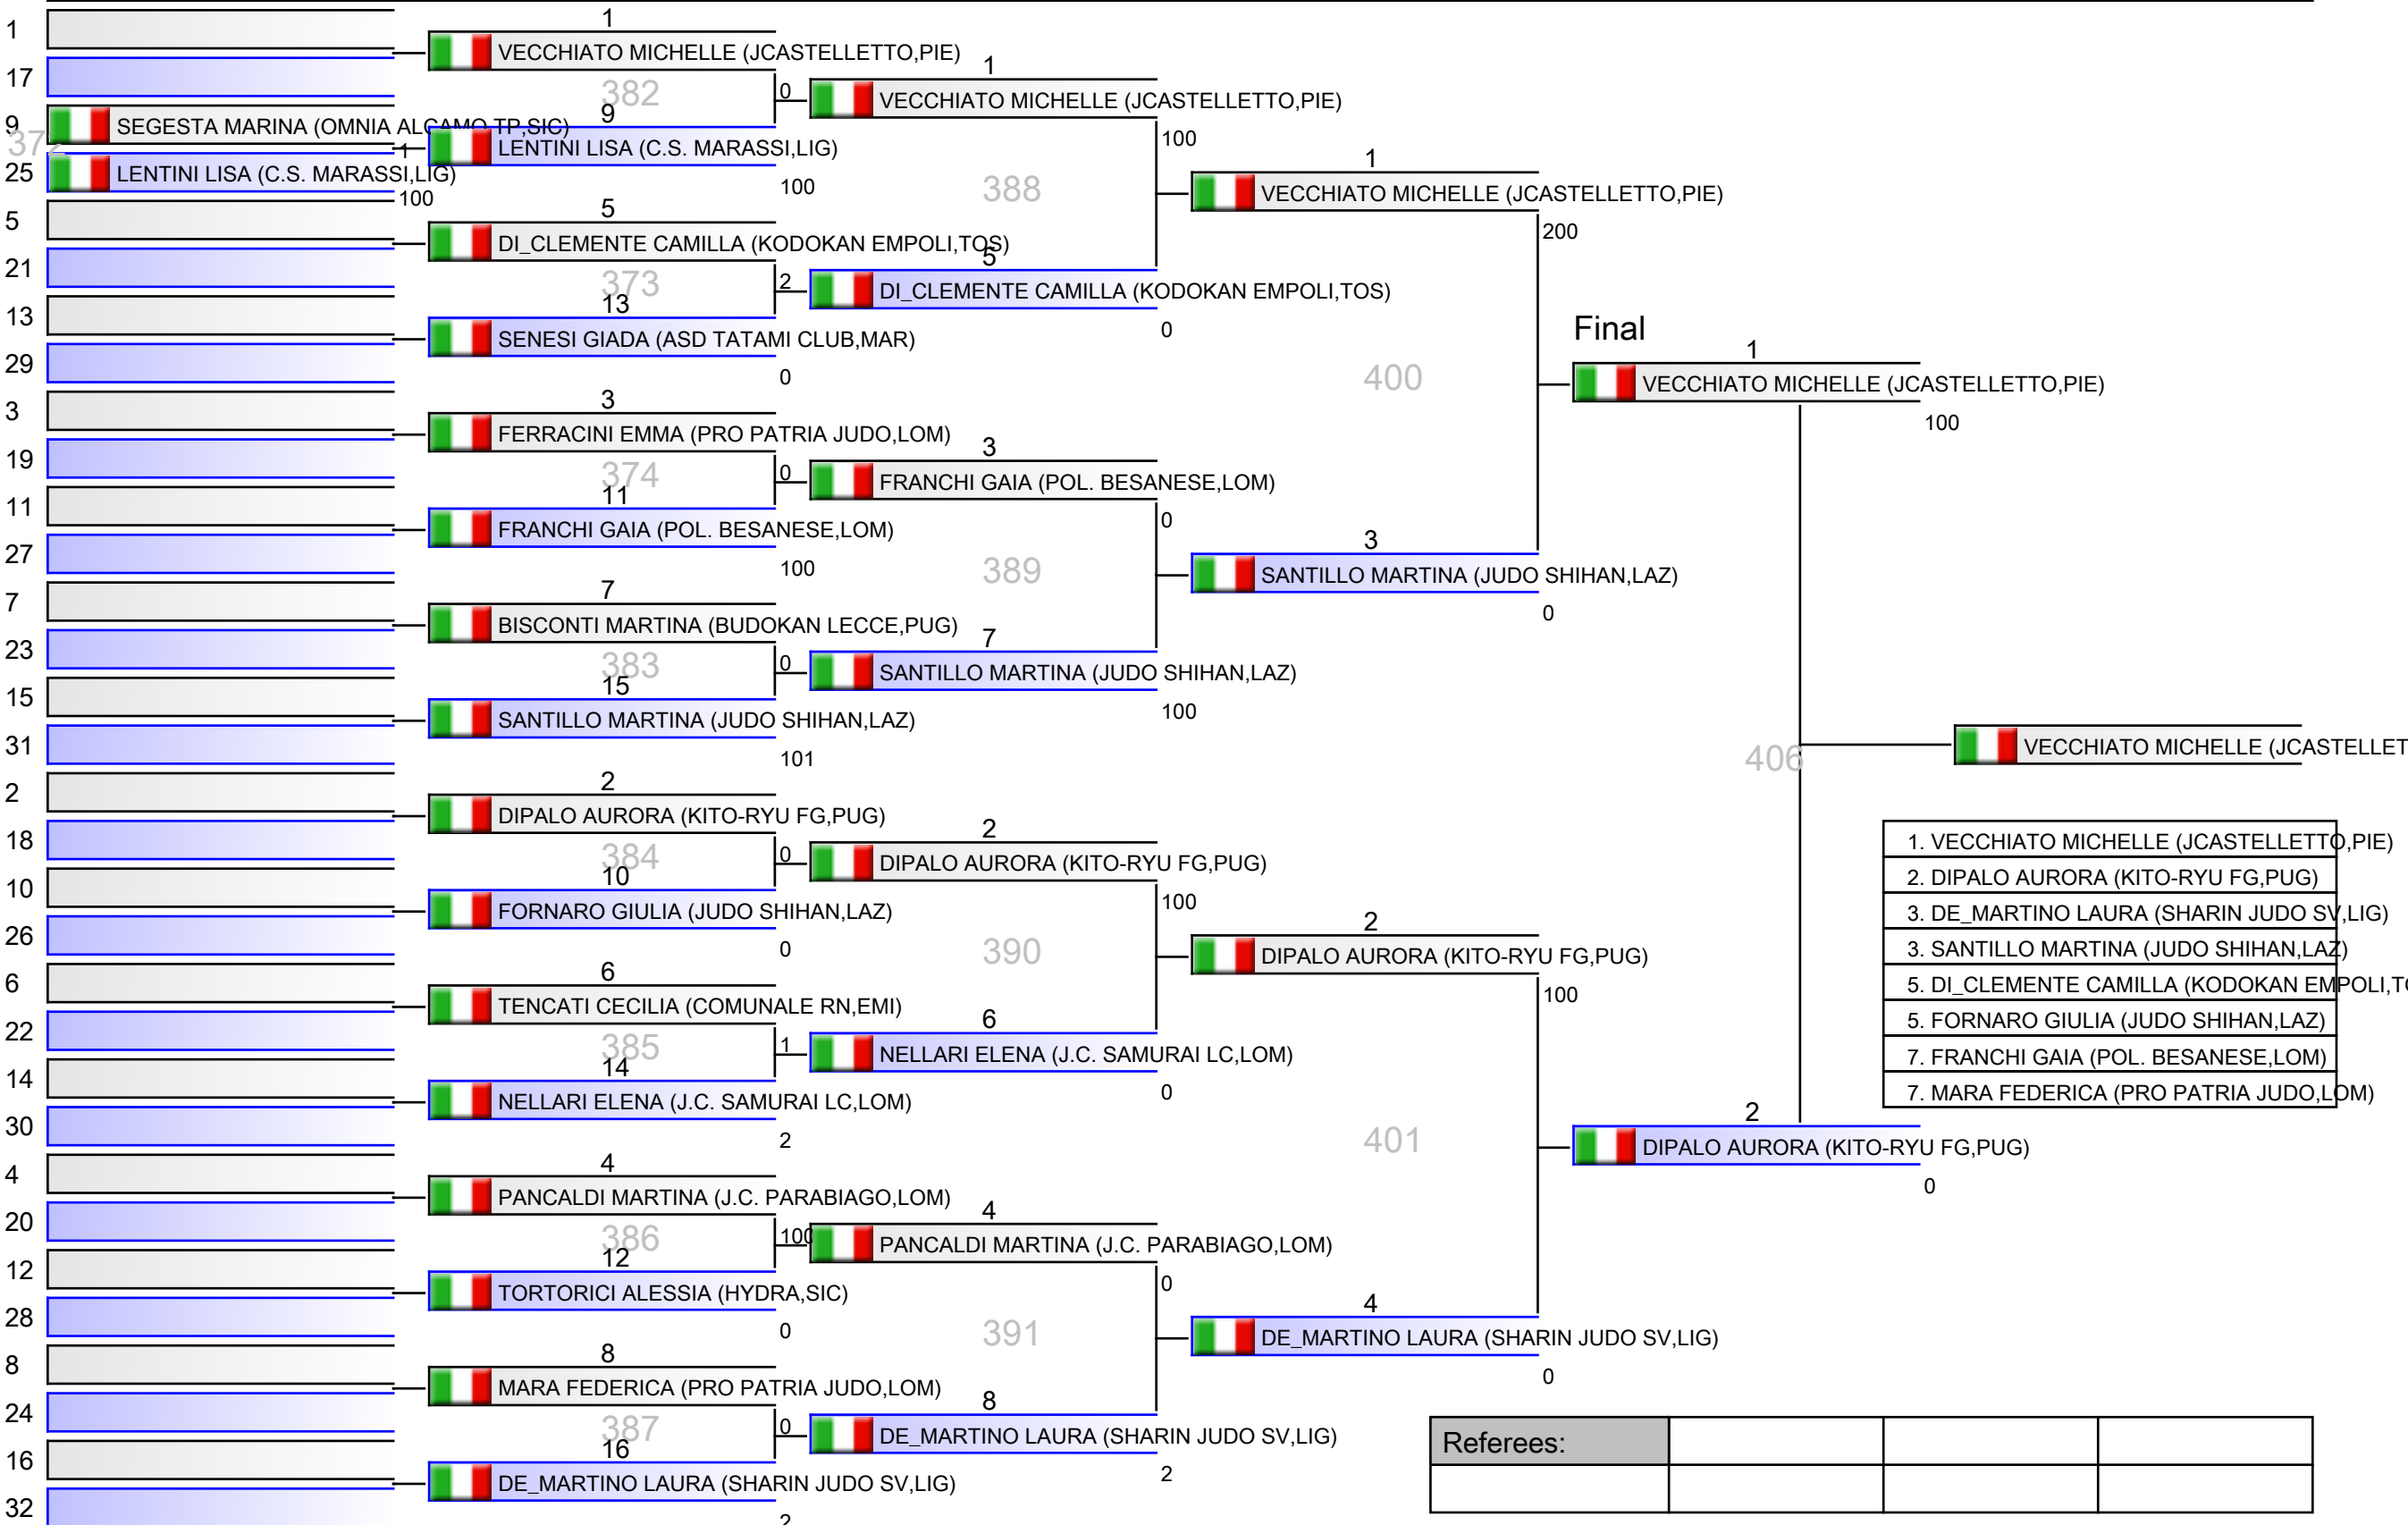 1
17
9
372
25
5
21
13
29
3
19
11
27
7
23
15
31
2
18
10
26
6
22
14
30
4
20
12
28
8
24
16
32
SEGESTA MARINA (OMNIA ALCAMO TP,SIC)
1
LENTINI LISA (C.S. MARASSI,LIG)
100
1
VECCHIATO MICHELLE (JCASTELLETTO,PIE)
382
0
9
LENTINI LISA (C.S. MARASSI,LIG)
100
5
DI_CLEMENTE CAMILLA (KODOKAN EMPOLI,TOS)
373
2
13
SENESI GIADA (ASD TATAMI CLUB,MAR)
0
3
FERRACINI EMMA (PRO PATRIA JUDO,LOM)
374
0
11
FRANCHI GAIA (POL. BESANESE,LOM)
100
7
BISCONTI MARTINA (BUDOKAN LECCE,PUG)
383
0
15
SANTILLO MARTINA (JUDO SHIHAN,LAZ)
101
2
DIPALO AURORA (KITO-RYU FG,PUG)
384
0
10
FORNARO GIULIA (JUDO SHIHAN,LAZ)
0
6
TENCATI CECILIA (COMUNALE RN,EMI)
385
1
14
NELLARI ELENA (J.C. SAMURAI LC,LOM)
2
4
PANCALDI MARTINA (J.C. PARABIAGO,LOM)
386
100
12
TORTORICI ALESSIA (HYDRA,SIC)
0
8
MARA FEDERICA (PRO PATRIA JUDO,LOM)
387
0
16
DE_MARTINO LAURA (SHARIN JUDO SV,LIG)
2
1
VECCHIATO MICHELLE (JCASTELLETTO,PIE)
100
388
5
DI_CLEMENTE CAMILLA (KODOKAN EMPOLI,TOS)
0
3
FRANCHI GAIA (POL. BESANESE,LOM)
0
389
7
SANTILLO MARTINA (JUDO SHIHAN,LAZ)
100
2
DIPALO AURORA (KITO-RYU FG,PUG)
100
390
6
NELLARI ELENA (J.C. SAMURAI LC,LOM)
0
4
PANCALDI MARTINA (J.C. PARABIAGO,LOM)
0
391
8
DE_MARTINO LAURA (SHARIN JUDO SV,LIG)
2
1
VECCHIATO MICHELLE (JCASTELLETTO,PIE)
200
400
3
SANTILLO MARTINA (JUDO SHIHAN,LAZ)
0
2
DIPALO AURORA (KITO-RYU FG,PUG)
100
401
4
DE_MARTINO LAURA (SHARIN JUDO SV,LIG)
0
Final
1
VECCHIATO MICHELLE (JCASTELLETTO,PIE)
100
406
2
DIPALO AURORA (KITO-RYU FG,PUG)
0
VECCHIATO MICHELLE (JCASTELLET
1. VECCHIATO MICHELLE (JCASTELLETTO,PIE)
2. DIPALO AURORA (KITO-RYU FG,PUG)
3. DE_MARTINO LAURA (SHARIN JUDO SV,LIG)
3. SANTILLO MARTINA (JUDO SHIHAN,LAZ)
5. DI_CLEMENTE CAMILLA (KODOKAN EMPOLI,TO
5. FORNARO GIULIA (JUDO SHIHAN,LAZ)
7. FRANCHI GAIA (POL. BESANESE,LOM)
7. MARA FEDERICA (PRO PATRIA JUDO,LOM)
Referees: